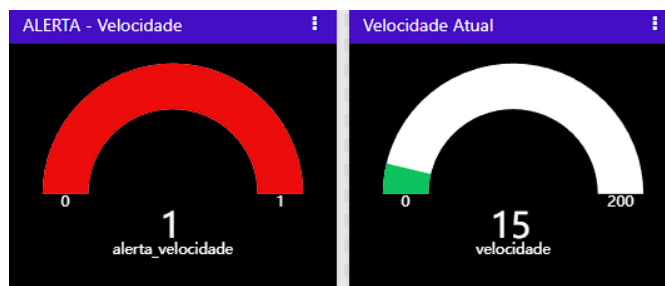 ALERTA - Velocidade
0
1
1
alerta_velocidade
Velocidade Atual
0
200
15
velocidade